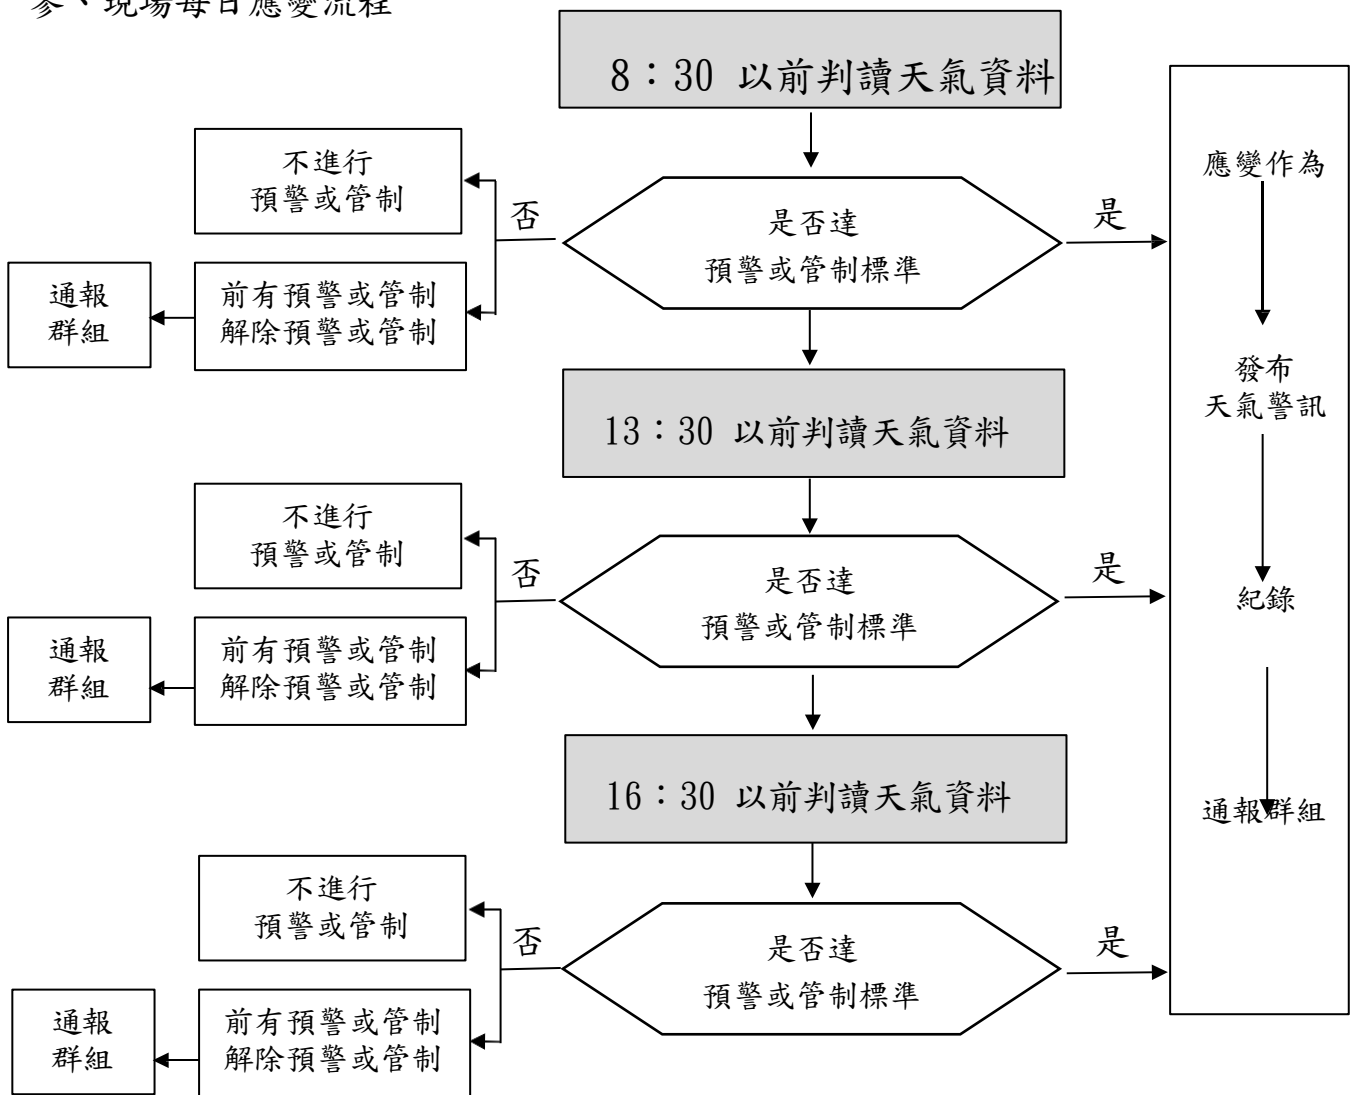 參、現場每日應變流程
8：30 以前判讀天氣資料
不進行
預警或管制
否
是否達
預警或管制標準
是
應變作為
通報
群組
前有預警或管制
解除預警或管制
發布
天氣警訊
13：30 以前判讀天氣資料
不進行
預警或管制
否
是否達
預警或管制標準
是
紀錄
通報
群組
前有預警或管制
解除預警或管制
16：30 以前判讀天氣資料
通報群組
不進行
預警或管制
否
是否達
預警或管制標準
是
通報
群組
前有預警或管制
解除預警或管制